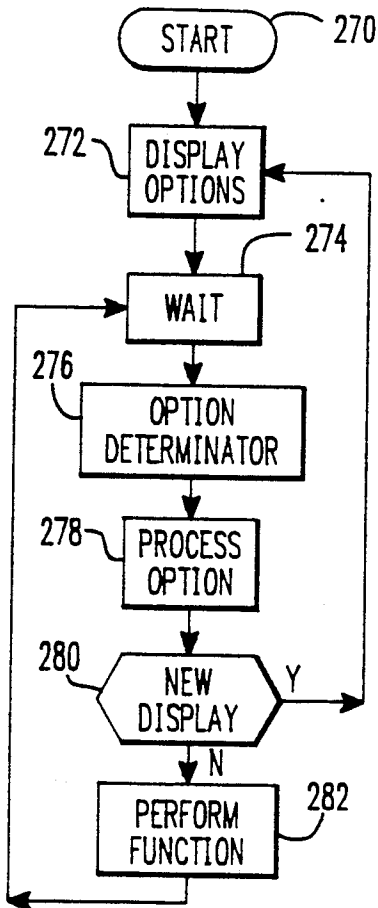 START
270
272
DISPLAY
OPTIONS
274
WAIT
276
OPTION
DETERMINATOR
278
PROCESS
OPTION
280
NEW
DISPLAY
Y
N
PERFORM
FUNCTION
282